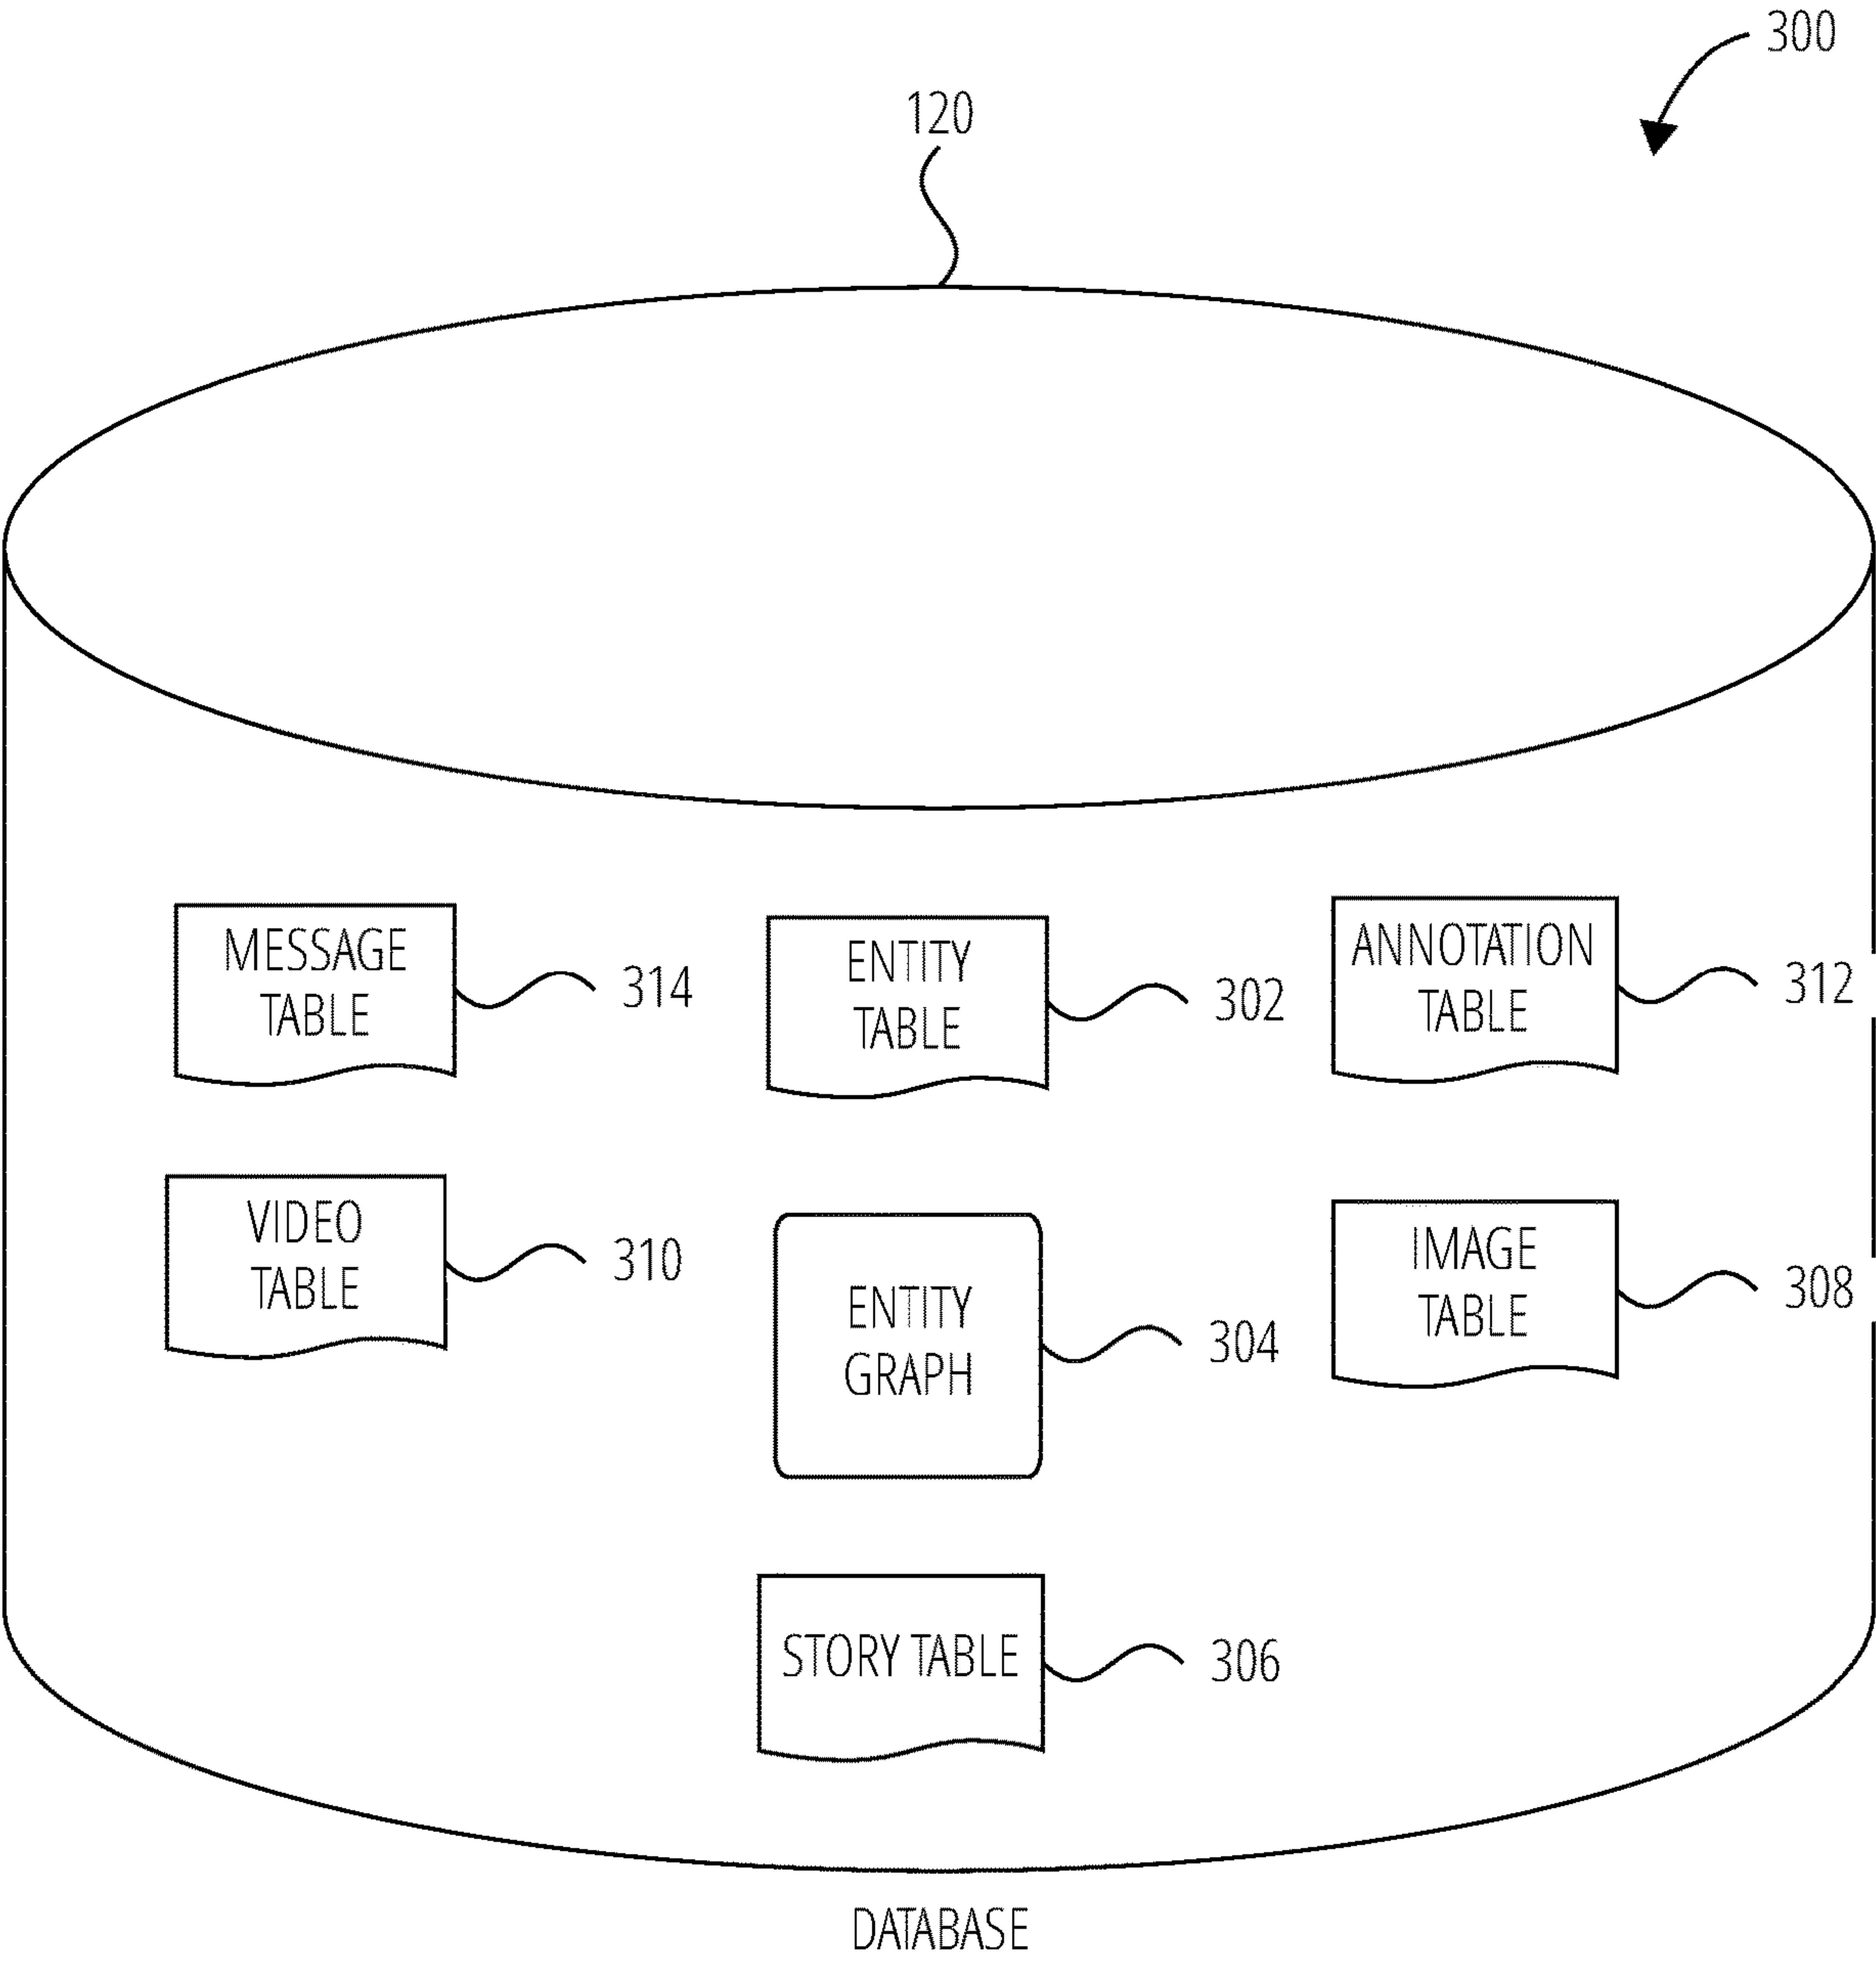 300
120
MESSAGE
TABLE
314
ENTITY
TABLE
302
ANNOTATION
TABLE
312
VIDEO
TABLE
310
ENTITY
GRAPH
304
IMAGE
TABLE
308
STORY TABLE
306
DATABASE